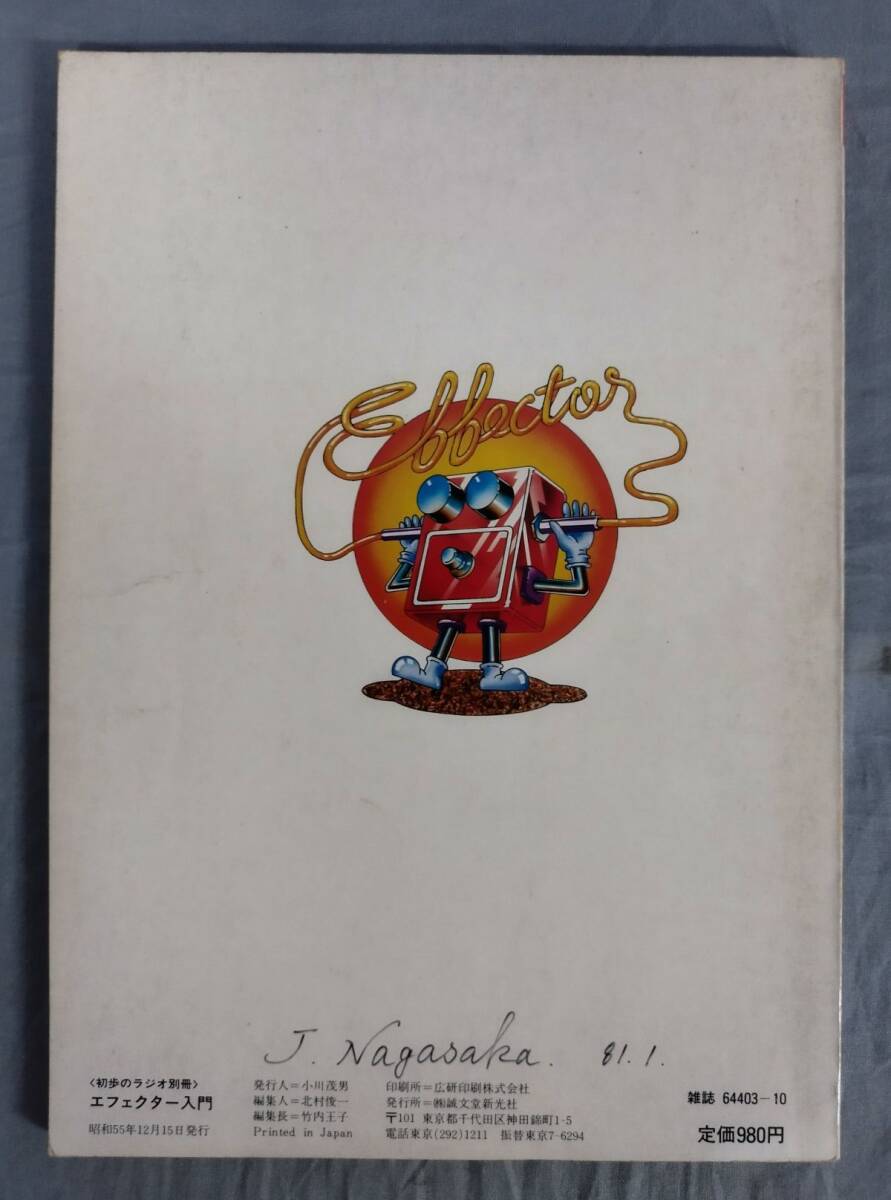 Effector
J. Nagasaka. 81.1.
〈初歩のラジオ別冊〉
エフェクター入門
昭和55年12月15日発行
発行人＝小川茂男
編集人＝北村俊一
編集長＝竹内王子
Printed in Japan
印刷所＝広研印刷株式会社
発行所＝㈱誠文堂新光社
〒101 東京都千代田区神田錦町1-5
電話東京(292)1211 振替東京7-6294
雑誌 64403-10
定価980円